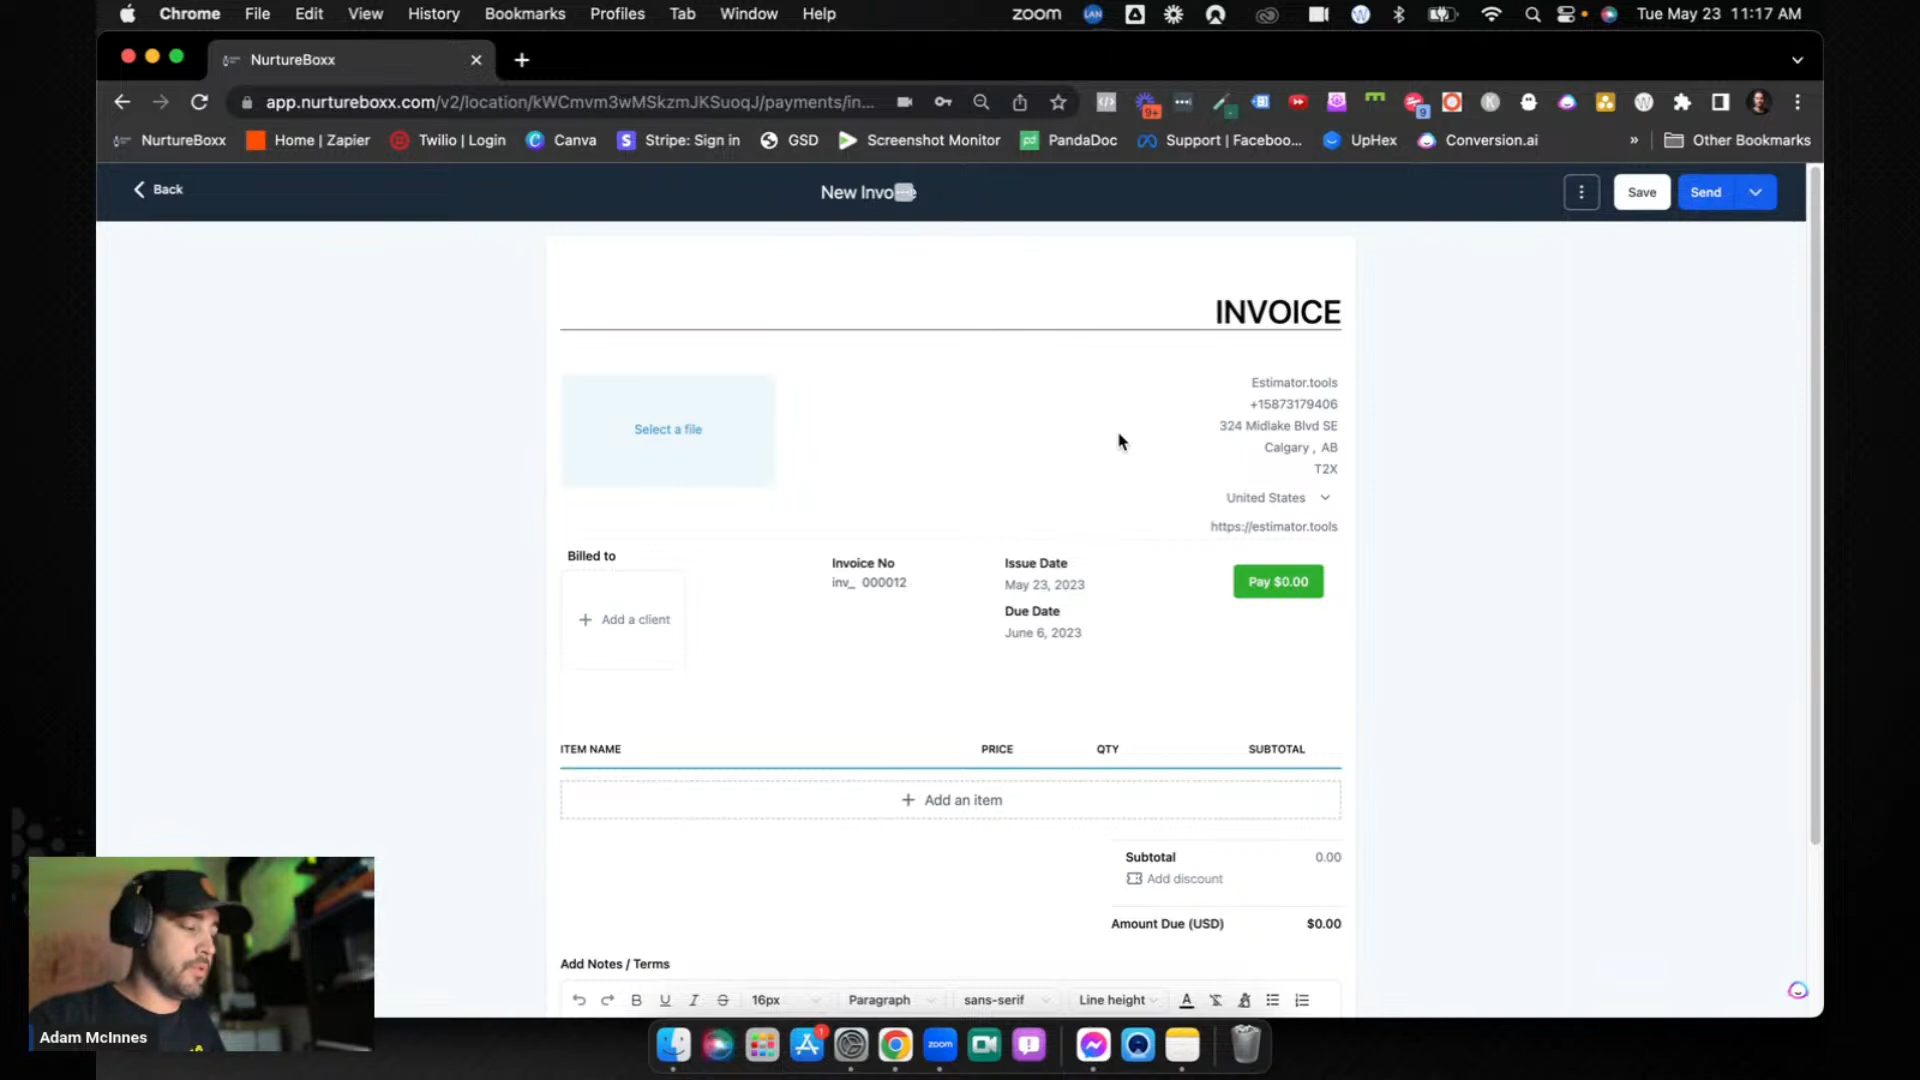 Chrome File Edit View History Bookmarks Profiles Tab Window Help zoom LAN Tue May 23 11:17 AM
NurtureBoxx
app.nurtureboxx.com/v2/location/kWCmvm3wMSkzmJKSuoqJ/payments/in...
9+
9
NurtureBoxx Home | Zapier Twilio | Login Canva Stripe: Sign in GSD Screenshot Monitor PandaDoc Support | Faceboo... UpHex Conversion.ai » Other Bookmarks
Back
New Invo
Save
Send
INVOICE
Select a file
Estimator.tools
+15873179406
324 Midlake Blvd SE
Calgary , AB
T2X
United States
https://estimator.tools
Billed to
+ Add a client
Invoice No
inv_ 000012
Issue Date
May 23, 2023
Due Date
June 6, 2023
Pay $0.00
ITEM NAME PRICE QTY SUBTOTAL
+ Add an item
Subtotal 0.00
Add discount
Amount Due (USD) $0.00
Add Notes / Terms
B U I S 16px Paragraph sans-serif Line height A
Adam McInnes
zoom
1